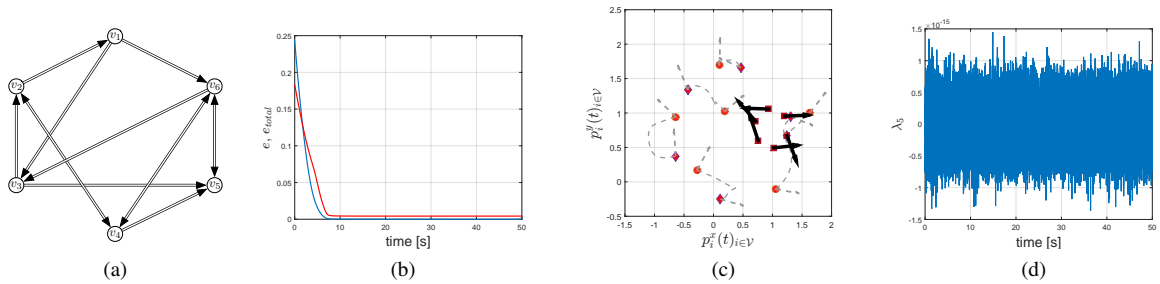 v₁
v₂
v₆
v₃
v₅
v₄
(a)
0.25
0.2
0.15
0.1
0.05
0
e, e_total
0 10 20 30 40 50
time [s]
(b)
2.5
2
1.5
1
0.5
0
-0.5
p_i^y(t)_{i∈𝒱}
-1.5 -1 -0.5 0 0.5 1 1.5 2
p_i^x(t)_{i∈𝒱}
(c)
×10⁻¹⁵
1.5
1
0.5
0
-0.5
-1
-1.5
λ₅
0 10 20 30 40 50
time [s]
(d)